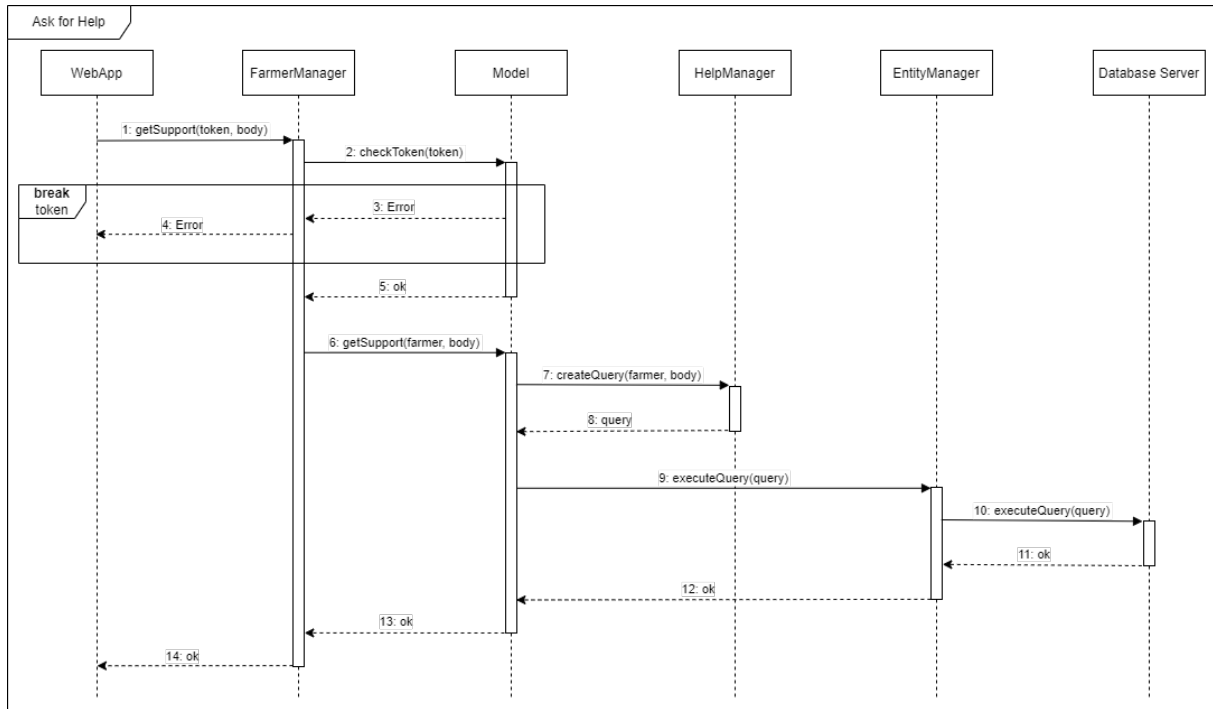 Ask for Help
WebApp
FarmerManager
Model
HelpManager
EntityManager
Database Server
1: getSupport(token, body)
2: checkToken(token)
break
token
3: Error
4: Error
5: ok
6: getSupport(farmer, body)
7: createQuery(farmer, body)
8: query
9: executeQuery(query)
10: executeQuery(query)
11: ok
12: ok
13: ok
14: ok